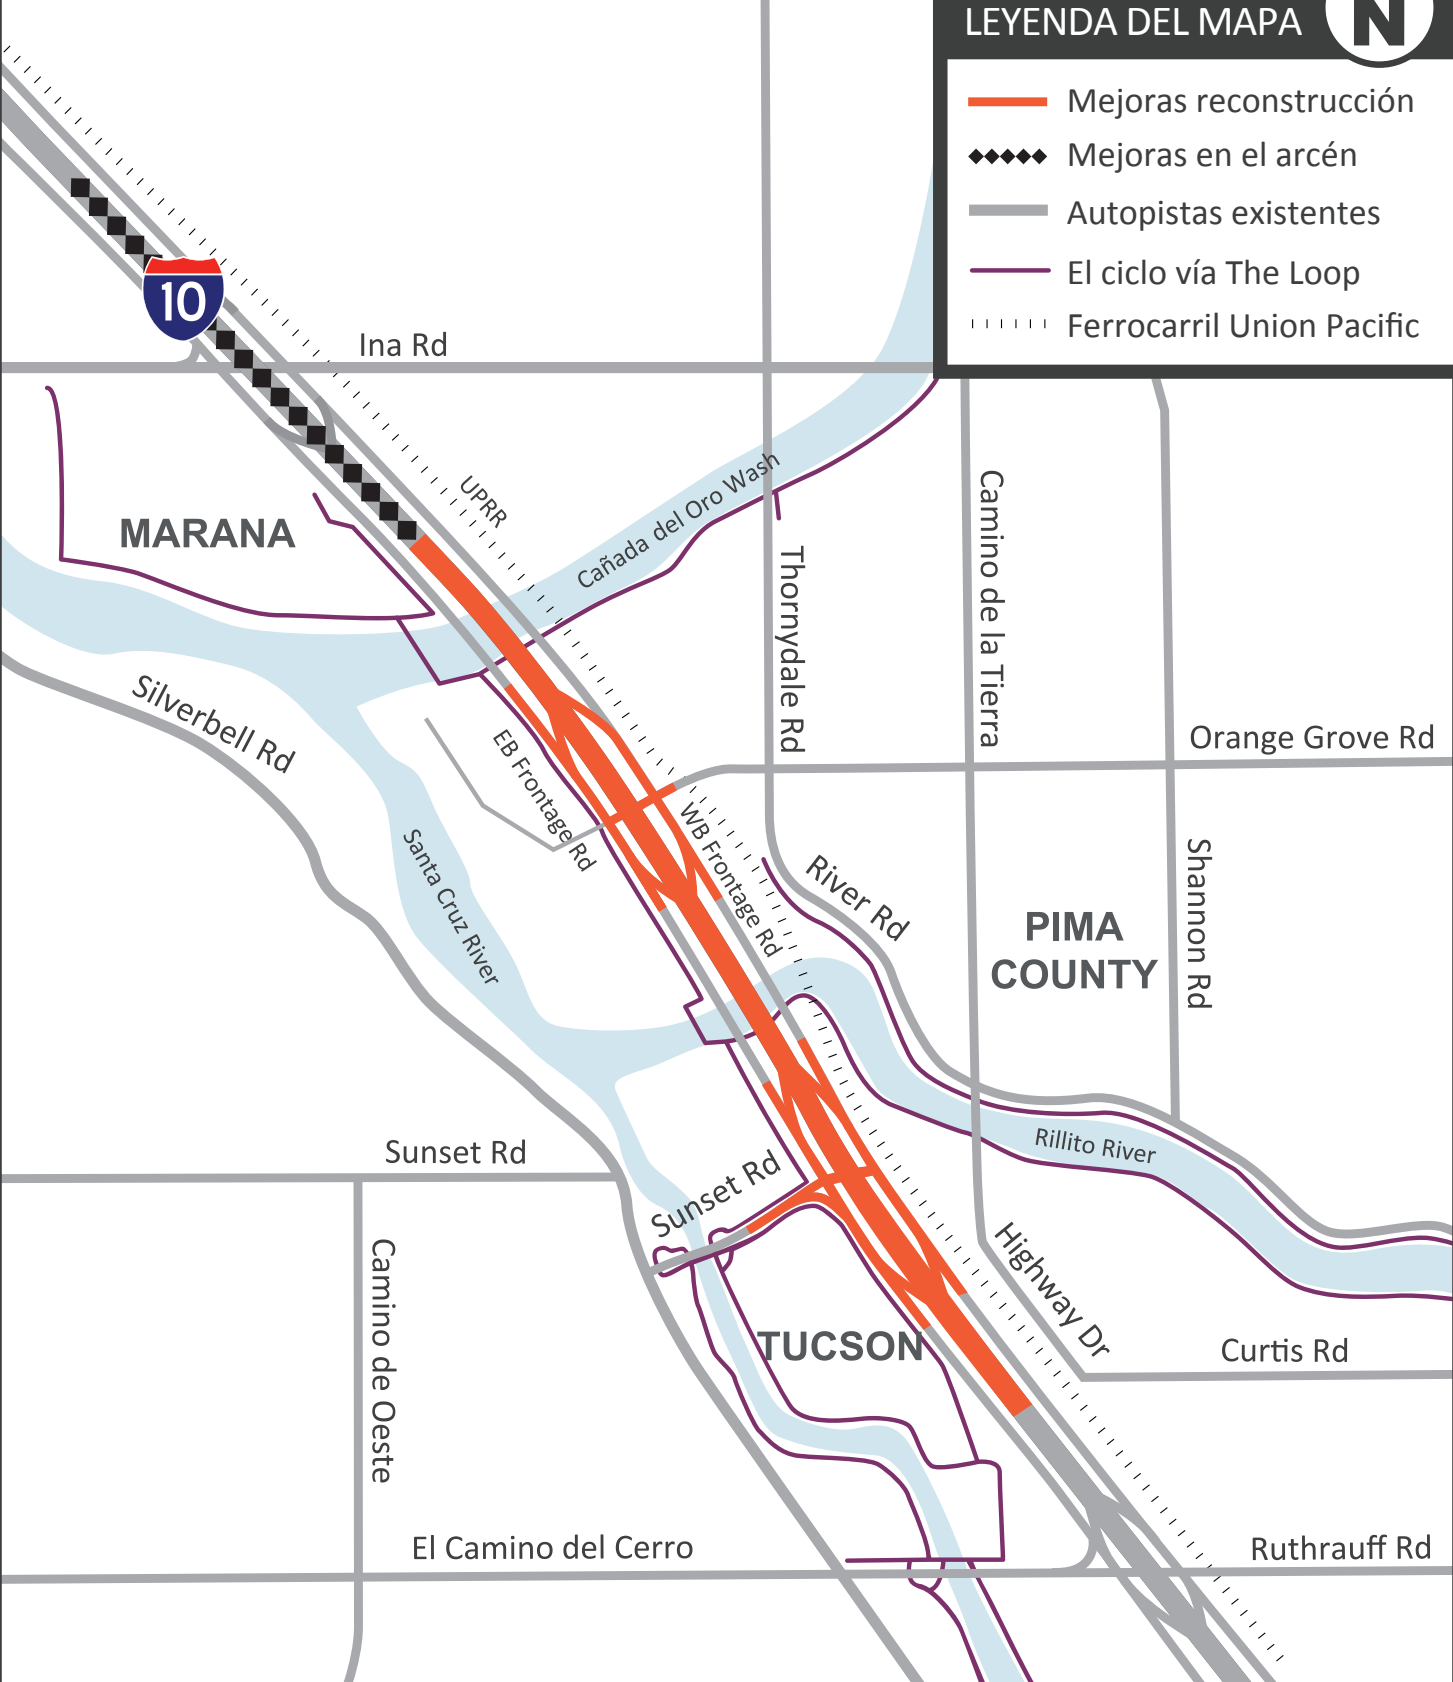 LEYENDA DEL MAPA
N
Mejoras reconstrucción
Mejoras en el arcén
Autopistas existentes
El ciclo vía The Loop
Ferrocarril Union Pacific
10
Ina Rd
UPRR
Cañada del Oro Wash
MARANA
Camino de la Tierra
Thornydale Rd
Silverbell Rd
EB Frontage Rd
Orange Grove Rd
WB Frontage Rd
Santa Cruz River
River Rd
Shannon Rd
PIMA
COUNTY
Rillito River
Sunset Rd
Sunset Rd
Camino de Oeste
Highway Dr
TUCSON
Curtis Rd
El Camino del Cerro
Ruthrauff Rd